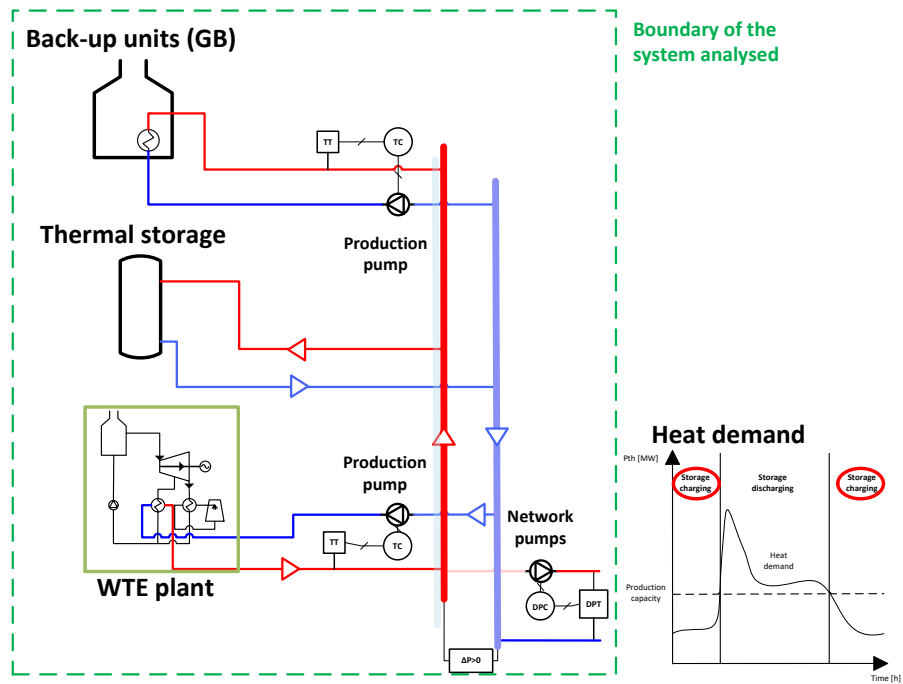 Back-up units (GB)
Boundary of the
system analysed
TT
TC
Thermal storage
Production
pump
Production
pump
TT
TC
WTE plant
Network
pumps
DPC
DPT
ΔP>0
Heat demand
Pth [MW]
Storage
charging
Storage
discharging
Storage
charging
Heat
demand
Production
capacity
Time [h]